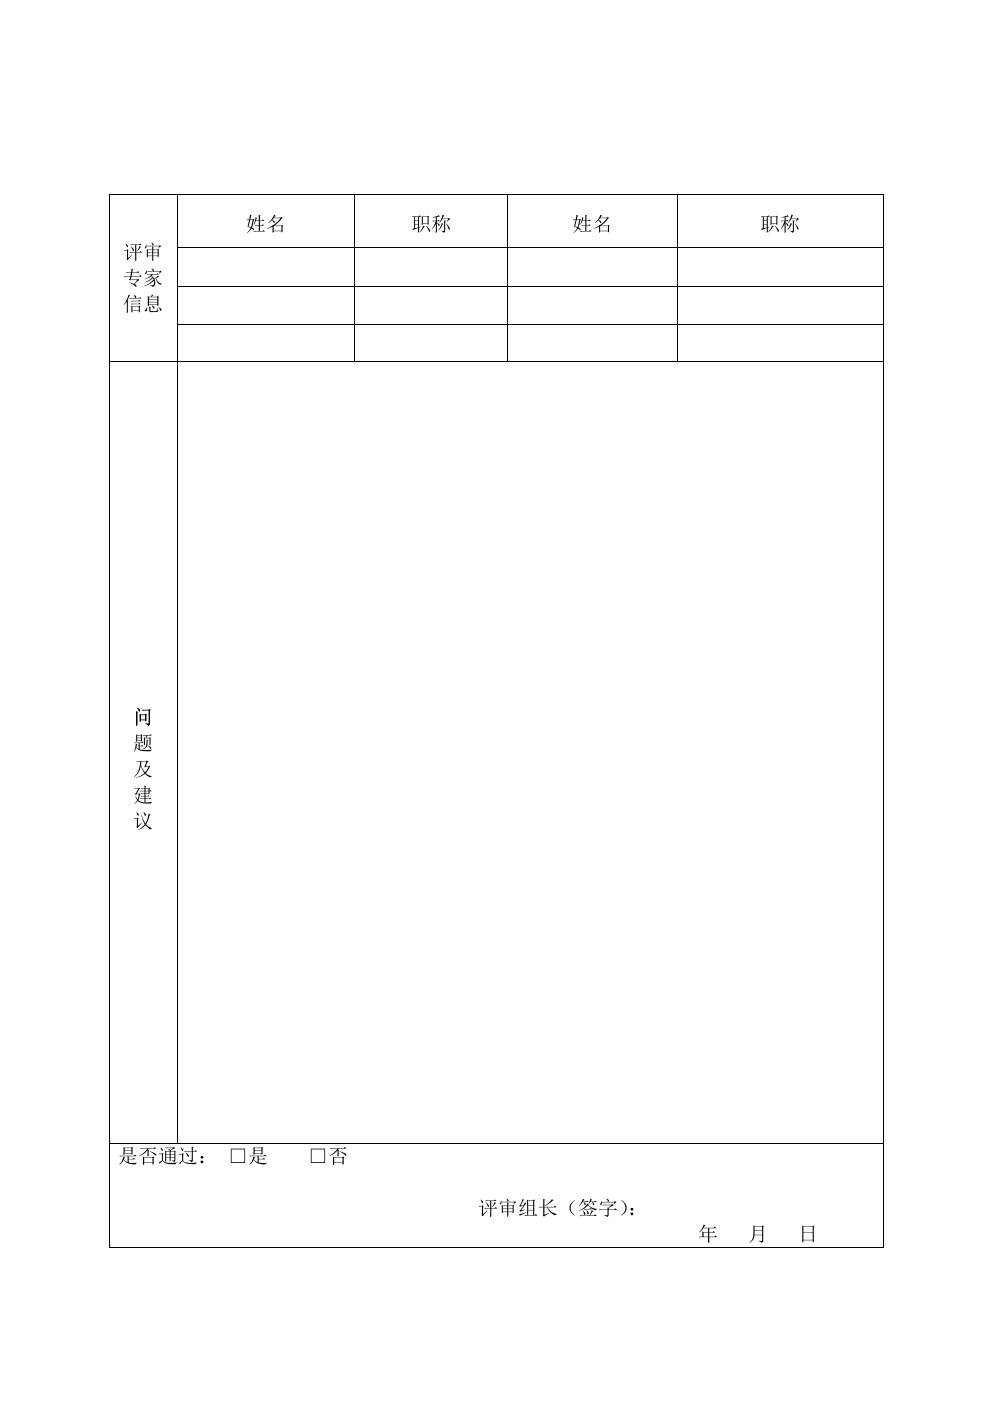 姓名 职称 姓名 职称
评审
专家
信息
问
题
及
建
议
是否通过： □是 □否
评审组长（签字）：
年 月 日